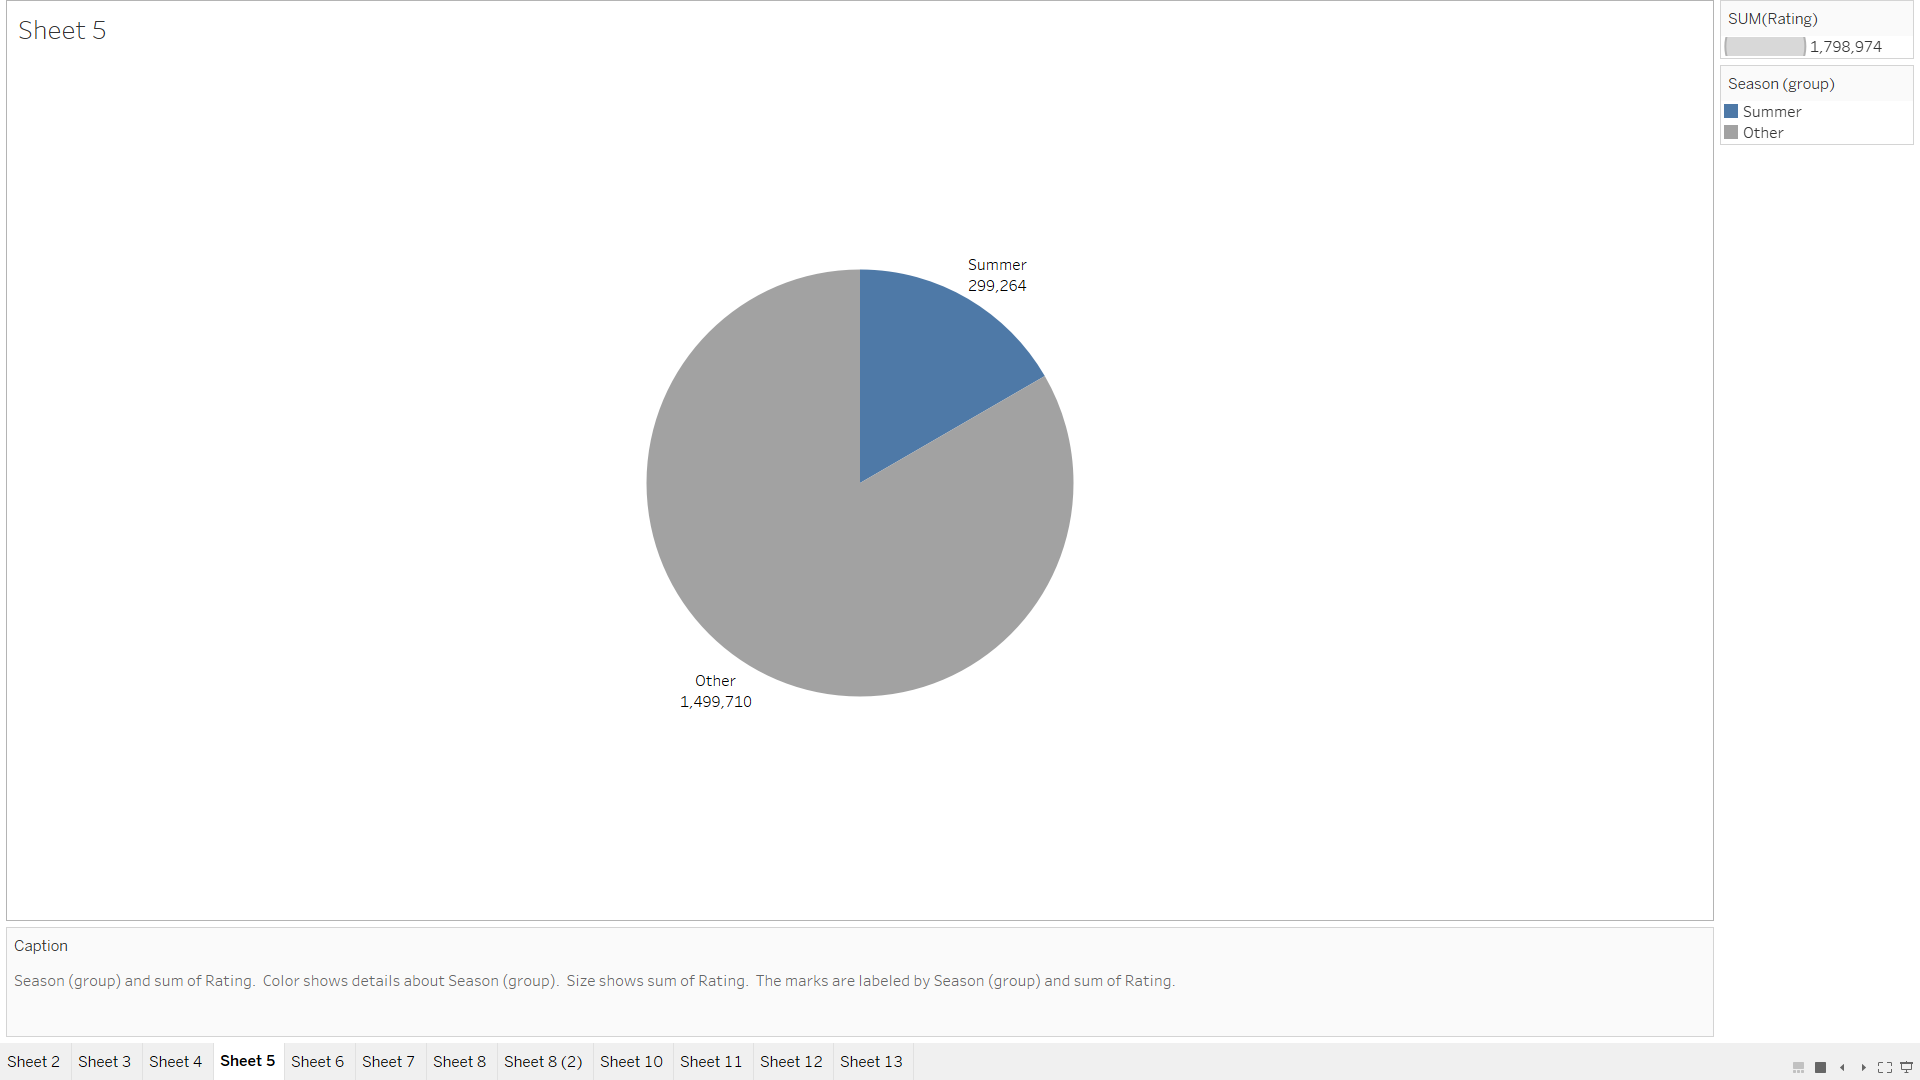 Sheet 5
Summer
299,264
Other
1,499,710
SUM(Rating)
1,798,974
Season (group)
Summer
Other
Caption
Season (group) and sum of Rating.  Color shows details about Season (group).  Size shows sum of Rating.  The marks are labeled by Season (group) and sum of Rating.
Sheet 2 Sheet 3 Sheet 4 Sheet 5 Sheet 6 Sheet 7 Sheet 8 Sheet 8 (2) Sheet 10 Sheet 11 Sheet 12 Sheet 13